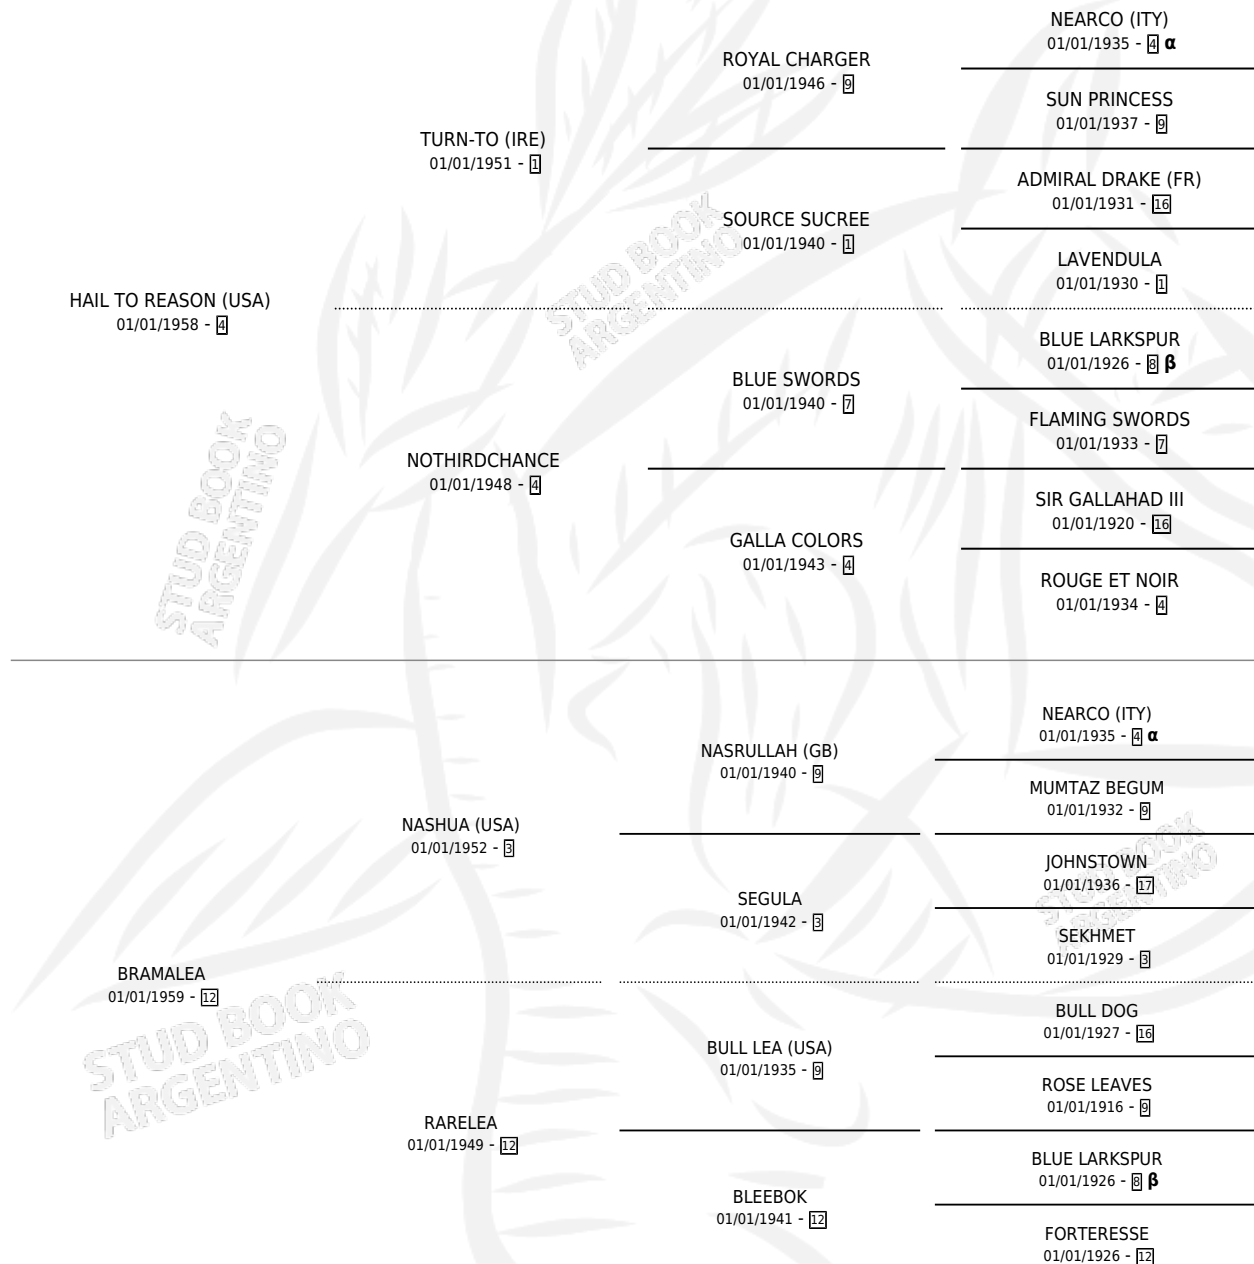 NEARCO (ITY)
01/01/1935 - 4 α
ROYAL CHARGER
01/01/1946 - 9
SUN PRINCESS
01/01/1937 - 9
TURN-TO (IRE)
01/01/1951 - 1
ADMIRAL DRAKE (FR)
01/01/1931 - 16
SOURCE SUCREE
01/01/1940 - 1
LAVENDULA
01/01/1930 - 1
HAIL TO REASON (USA)
01/01/1958 - 4
BLUE LARKSPUR
01/01/1926 - 8 β
BLUE SWORDS
01/01/1940 - 7
FLAMING SWORDS
01/01/1933 - 7
NOTHIRDCHANCE
01/01/1948 - 4
SIR GALLAHAD III
01/01/1920 - 16
GALLA COLORS
01/01/1943 - 4
ROUGE ET NOIR
01/01/1934 - 4
NEARCO (ITY)
01/01/1935 - 4 α
NASRULLAH (GB)
01/01/1940 - 9
MUMTAZ BEGUM
01/01/1932 - 9
NASHUA (USA)
01/01/1952 - 3
JOHNSTOWN
01/01/1936 - 17
SEGULA
01/01/1942 - 3
SEKHMET
01/01/1929 - 3
BRAMALEA
01/01/1959 - 12
BULL DOG
01/01/1927 - 16
BULL LEA (USA)
01/01/1935 - 9
ROSE LEAVES
01/01/1916 - 9
RARELEA
01/01/1949 - 12
BLUE LARKSPUR
01/01/1926 - 8 β
BLEEBOK
01/01/1941 - 12
FORTERESSE
01/01/1926 - 12
STUD BOOK
ARGENTINO
STUD BOOK
ARGENTINO
STUD BOOK
ARGENTINO
STUD BOOK
ARGENTINO